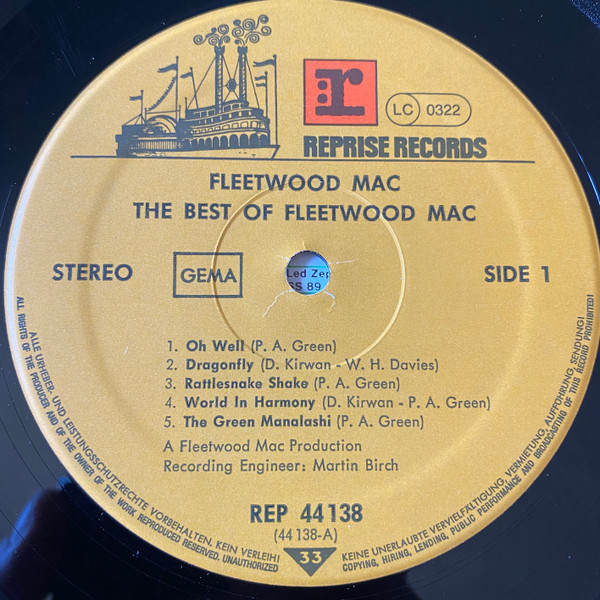 r
LC 0322
REPRISE RECORDS
FLEETWOOD MAC
THE BEST OF FLEETWOOD MAC
STEREO
GEMA
Led Zep
SS 89
SIDE 1
1. Oh Well (P. A. Green)
2. Dragonfly (D. Kirwan - W. H. Davies)
3. Rattlesnake Shake (P. A. Green)
4. World In Harmony (D. Kirwan - P. A. Green)
5. The Green Manalashi (P. A. Green)
A Fleetwood Mac Production
Recording Engineer: Martin Birch
REP 44 138
(44 138-A)
33
ALLE URHEBER- UND LEISTUNGSSCHUTZRECHTE VORBEHALTEN. KEIN VERLEIH! KEINE UNERLAUBTE VERVIELFÄLTIGUNG, VERMIETUNG, AUFFÜHRUNG, SENDUNG!
ALL RIGHTS OF THE PRODUCER AND OF THE OWNER OF THE WORK REPRODUCED RESERVED. UNAUTHORIZED COPYING, HIRING, LENDING, PUBLIC PERFORMANCE AND BROADCASTING OF THIS RECORD PROHIBITED!